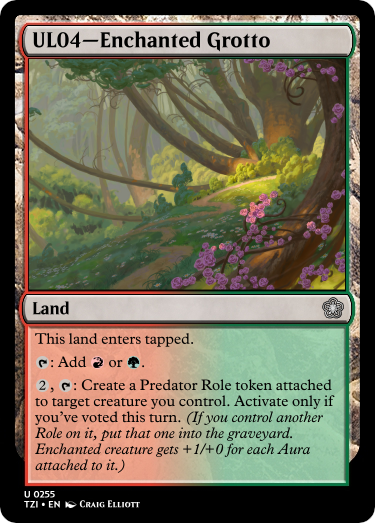 UL04—Enchanted Grotto
Land
This land enters tapped.
: Add or .
2, : Create a Predator Role token attached
to target creature you control. Activate only if
you've voted this turn. (If you control another
Role on it, put that one into the graveyard.
Enchanted creature gets +1/+0 for each Aura
attached to it.)
U 0255
TZI • EN Craig Elliott